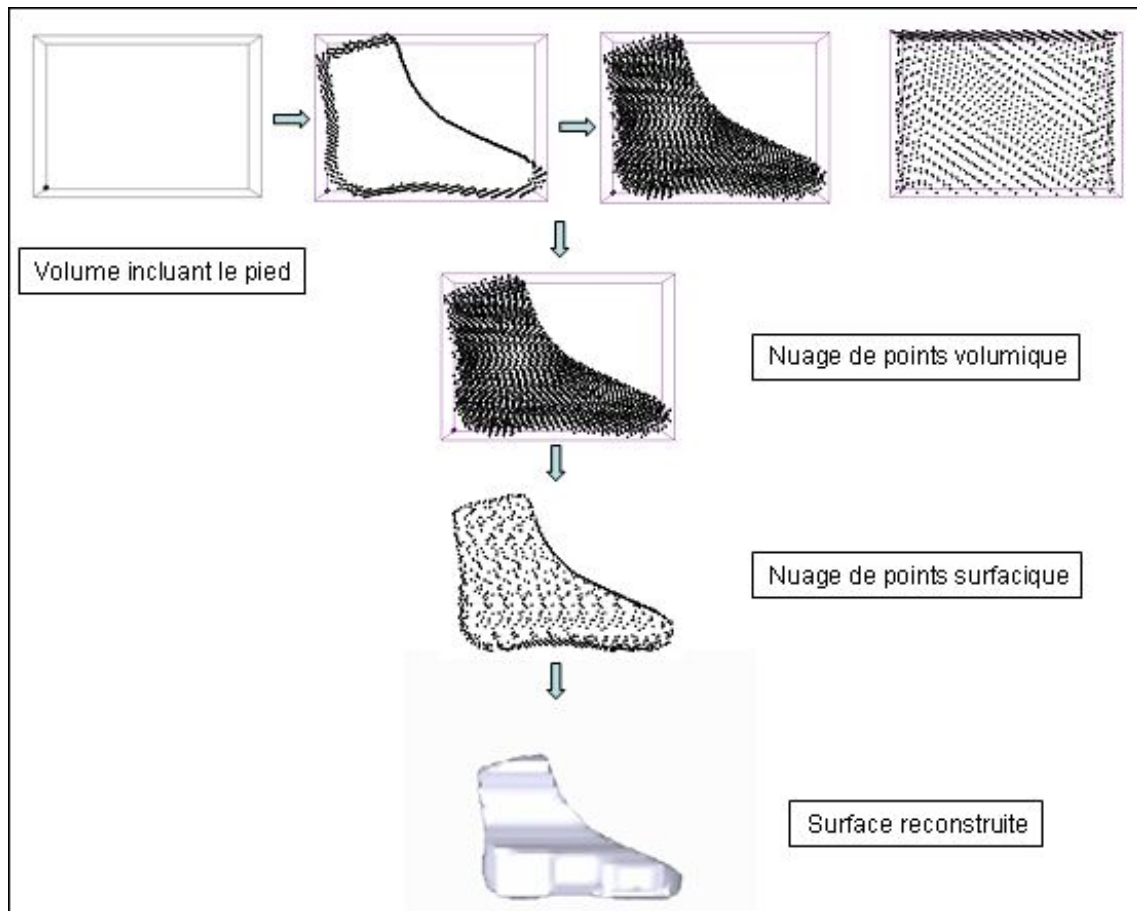 Volume incluant le pied
Nuage de points volumique
Nuage de points surfacique
Surface reconstruite